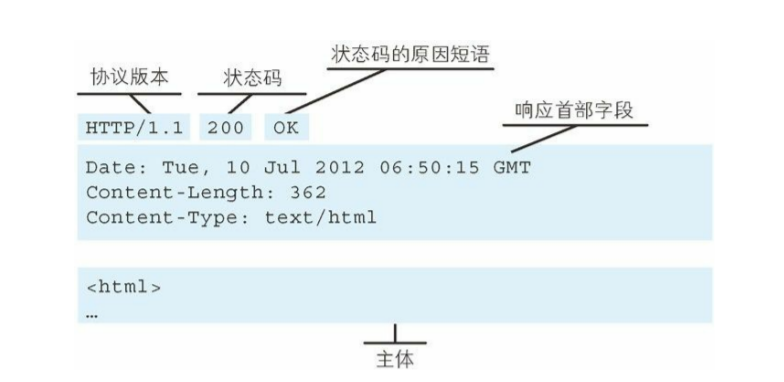 状态码的原因短语
协议版本
状态码
响应首部字段
HTTP/1.1 200 OK
Date: Tue, 10 Jul 2012 06:50:15 GMT
Content-Length: 362
Content-Type: text/html
<html>
…
主体